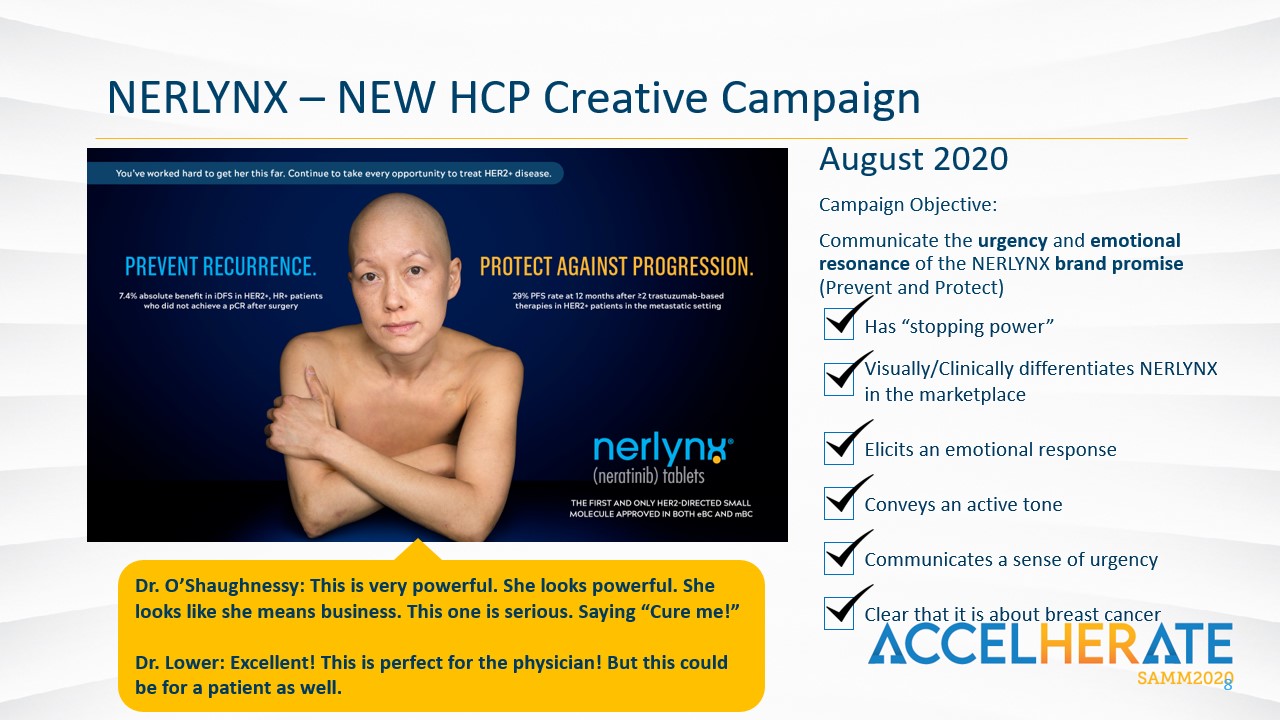 NERLYNX – NEW HCP Creative Campaign
You've worked hard to get her this far. Continue to take every opportunity to treat HER2+ disease.
PREVENT RECURRENCE.
7.4% absolute benefit in iDFS in HER2+, HR+ patients
who did not achieve a pCR after surgery
PROTECT AGAINST PROGRESSION.
29% PFS rate at 12 months after ≥2 trastuzumab-based
therapies in HER2+ patients in the metastatic setting
nerlynx®
(neratinib) tablets
THE FIRST AND ONLY HER2-DIRECTED SMALL
MOLECULE APPROVED IN BOTH eBC AND mBC
Dr. O’Shaughnessy: This is very powerful. She looks powerful. She
looks like she means business. This one is serious. Saying “Cure me!”
Dr. Lower: Excellent! This is perfect for the physician! But this could
be for a patient as well.
August 2020
Campaign Objective:
Communicate the urgency and emotional
resonance of the NERLYNX brand promise
(Prevent and Protect)
Has “stopping power”
Visually/Clinically differentiates NERLYNX
in the marketplace
Elicits an emotional response
Conveys an active tone
Communicates a sense of urgency
Clear that it is about breast cancer
ACCELHERATE
SAMM2020
8